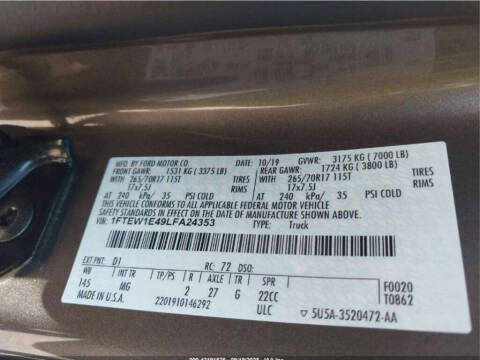 MFD. BY FORD MOTOR CO. DATE: 10/19 GVWR: 3175 KG ( 7000 LB)
FRONT GAWR: 1531 KG ( 3375 LB) REAR GAWR: 1724 KG ( 3800 LB)
WITH 265/70R17 115T WITH 265/70R17 115T
TIRES 17x7.5J TIRES 17x7.5J
RIMS RIMS
AT 240 kPa/ 35 PSI COLD AT 240 kPa/ 35 PSI COLD
THIS VEHICLE CONFORMS TO ALL APPLICABLE FEDERAL MOTOR VEHICLE
SAFETY STANDARDS IN EFFECT ON THE DATE OF MANUFACTURE SHOWN ABOVE.
VIN: 1FTEW1E49LFA24353 TYPE: Truck
EXT PNT: D1 RC: 72 DSO: F0020
WB INT TR TP/PS R AXLE TR SPR T0862
145 MG 2 27 G 22CC
MADE IN U.S.A. 2201910146292 ULC 5U5A-3520472-AA